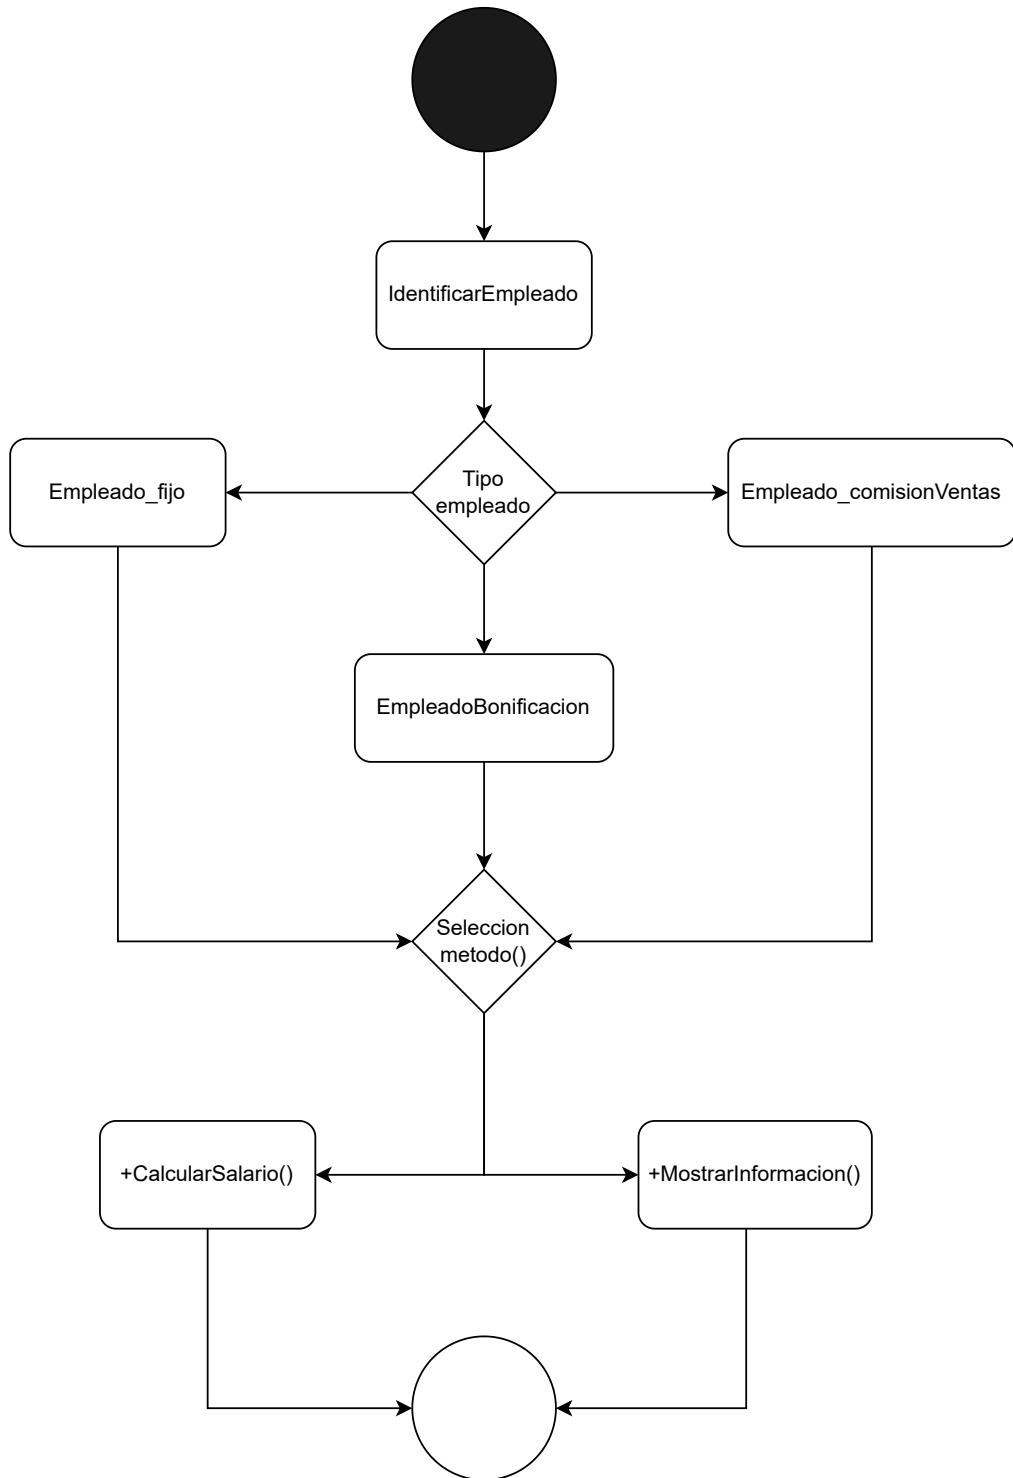 IdentificarEmpleado
Empleado_fijo
Tipo
empleado
Empleado_comisionVentas
EmpleadoBonificacion
Seleccion
metodo()
+CalcularSalario()
+MostrarInformacion()